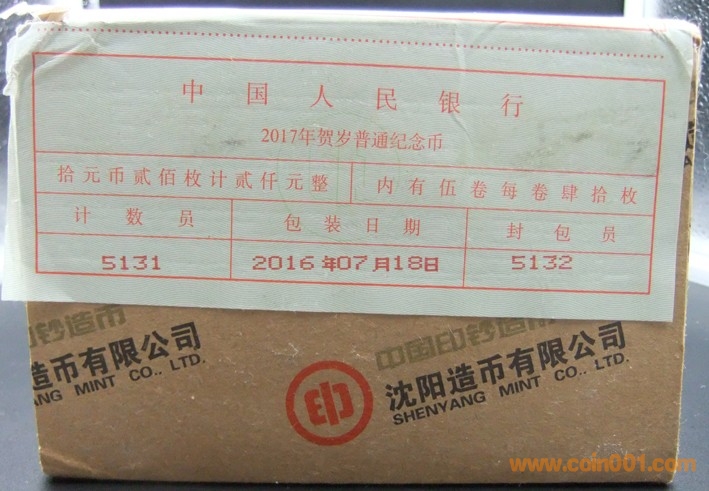 中国人民银行
2017年贺岁普通纪念币
拾元币贰佰枚计贰仟元整 内有伍卷每卷肆拾枚
计数员 包装日期 封包员
5131 2016年07月18日 5132
中国印钞造币
印钞造币
造币有限公司
ANG MINT CO., LTD.
沈阳造币有限公司
SHENYANG MINT CO., LTD.
www.coin001.com